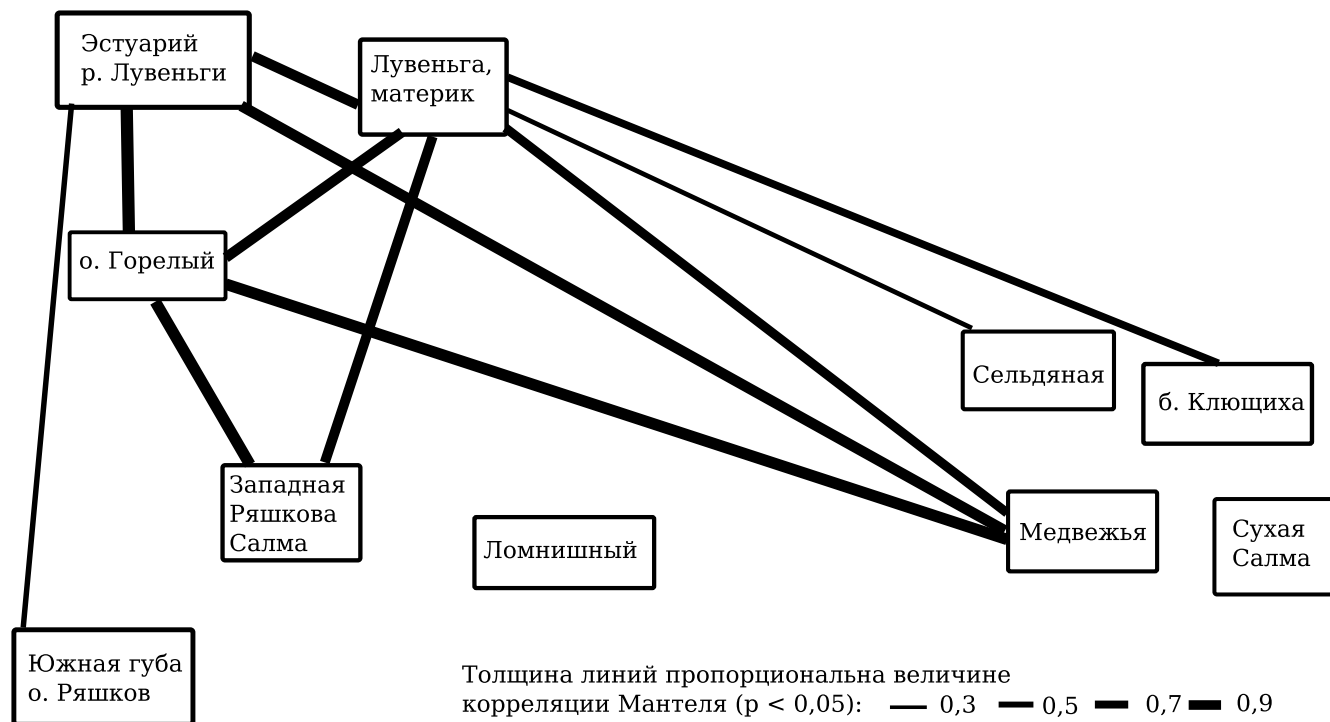 Эстуарий
р. Лувеньги
Лувеньга,
материк
о. Горелый
Сельдяная
б. Клющиха
Западная
Ряшкова
Салма
Ломнишный
Медвежья
Сухая
Салма
Южная губа
о. Ряшков
Толщина линий пропорциональна величине
корреляции Мантеля (p < 0,05): 0,3 0,5 0,7 0,9